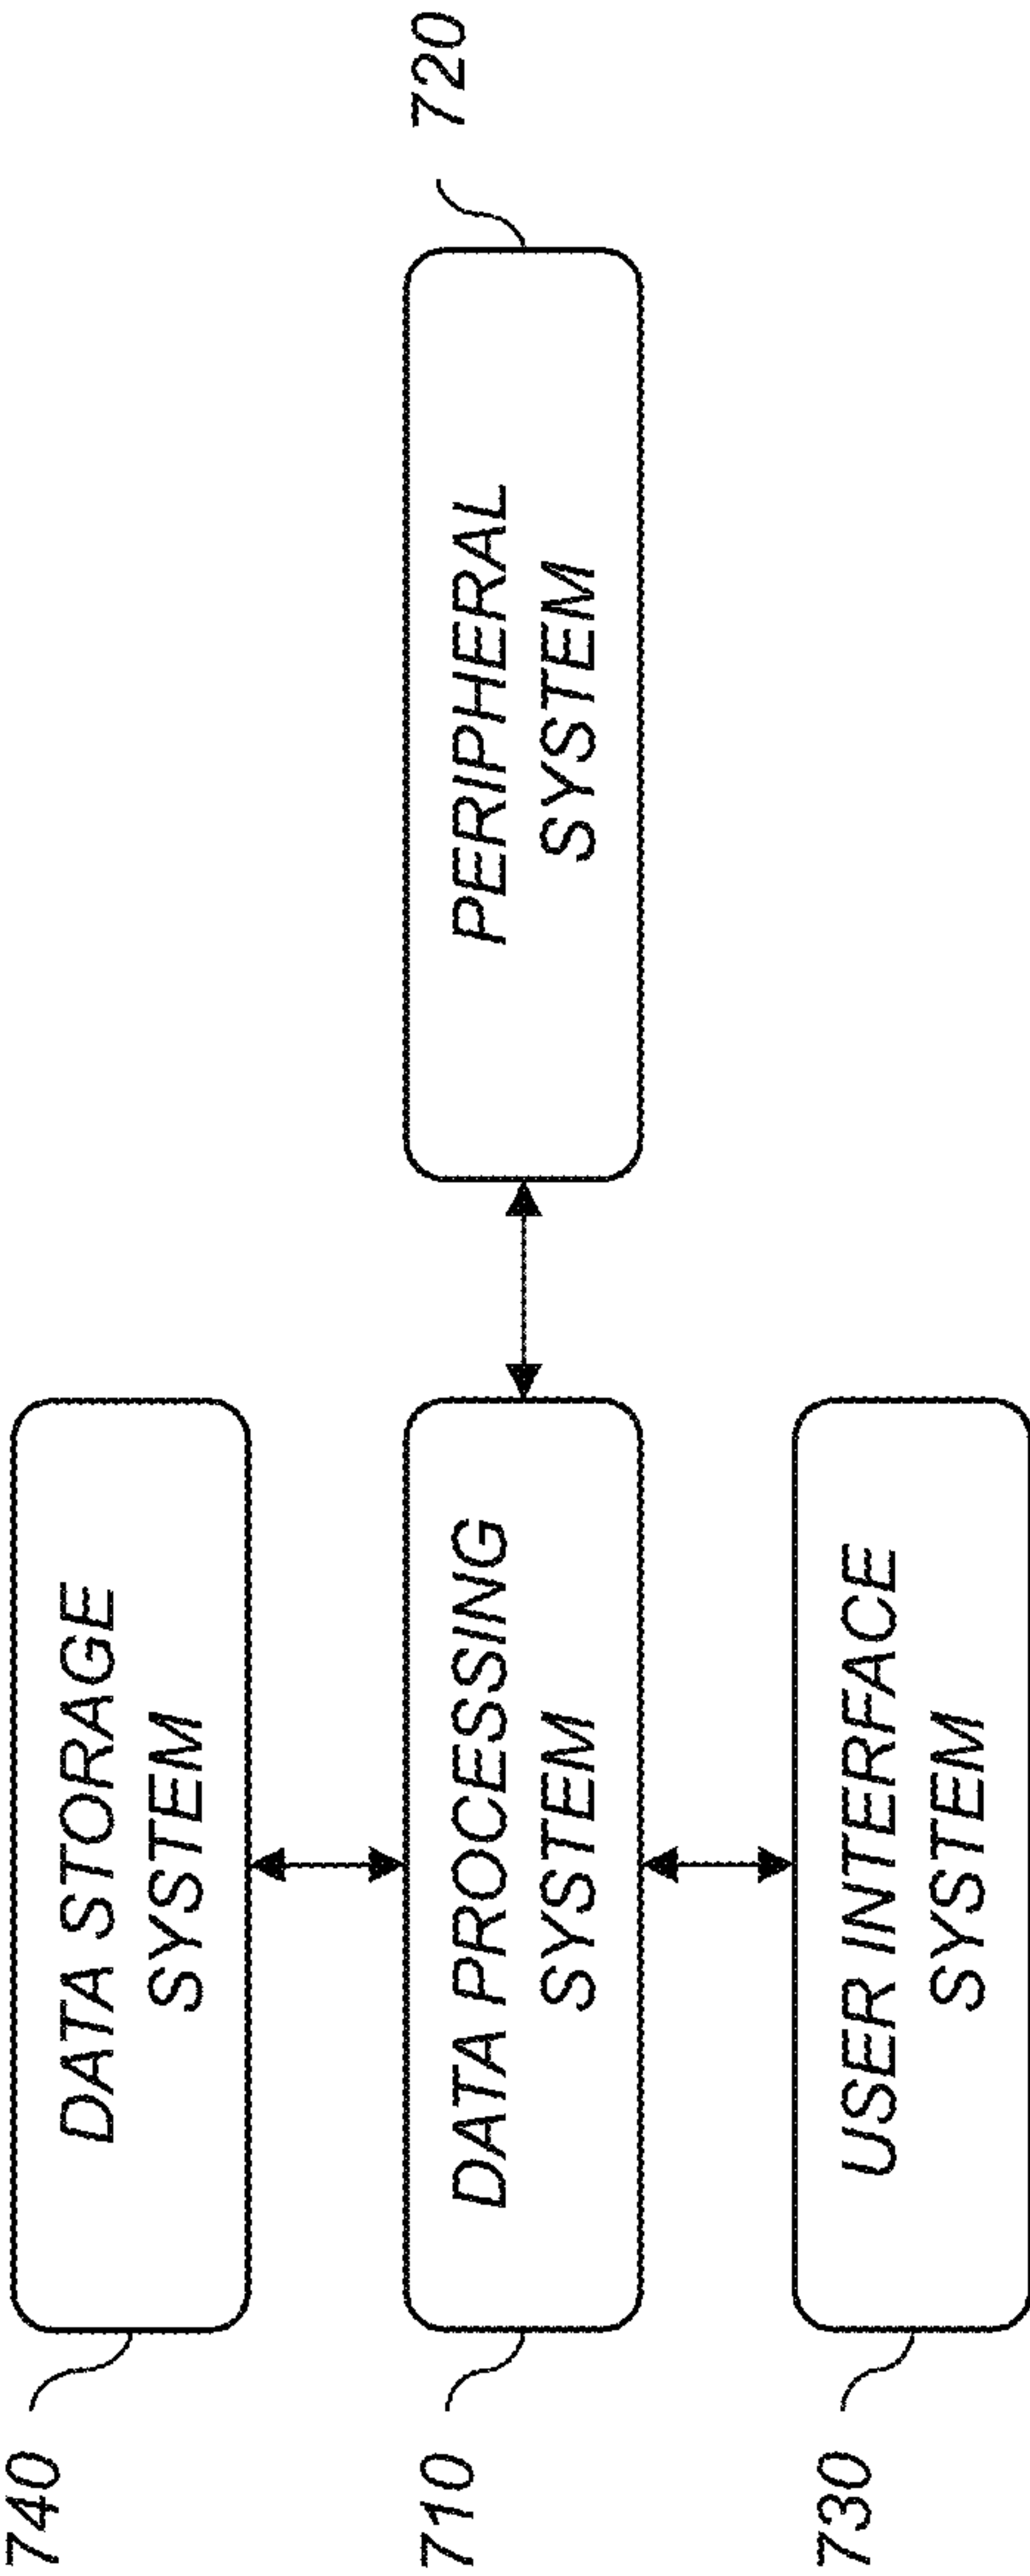 740
DATA STORAGE
SYSTEM
710
DATA PROCESSING
SYSTEM
PERIPHERAL
SYSTEM
720
730
USER INTERFACE
SYSTEM